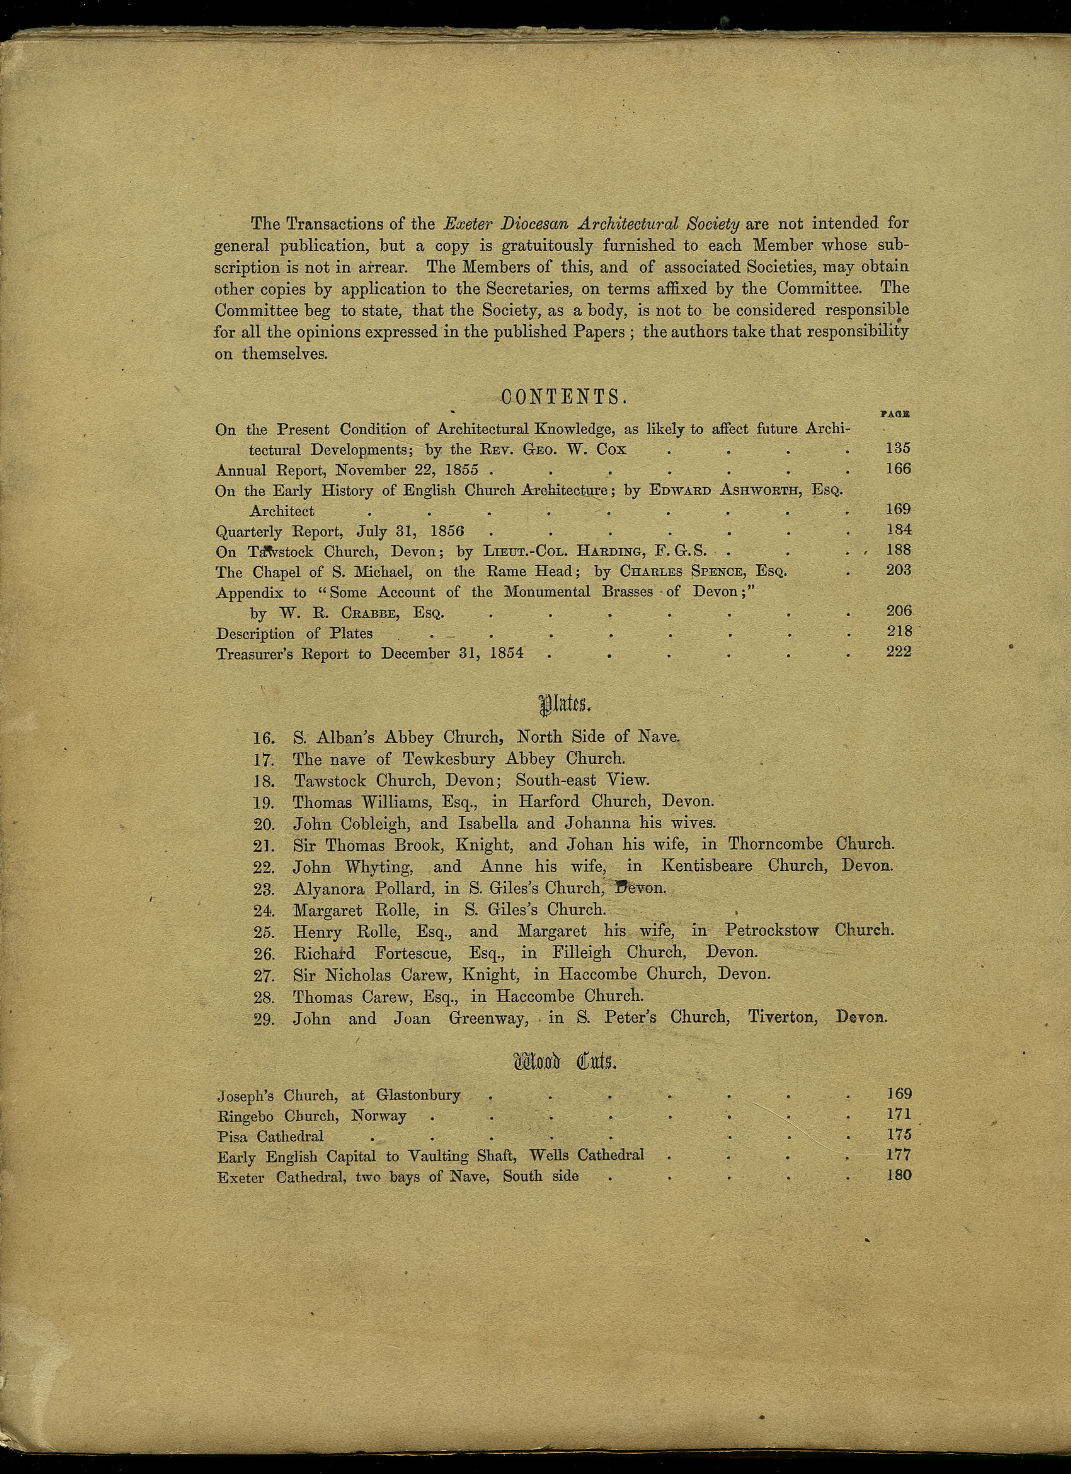 The Transactions of the Exeter Diocesan Architectural Society are not intended for
general publication, but a copy is gratuitously furnished to each Member whose sub-
scription is not in arrear. The Members of this, and of associated Societies, may obtain
other copies by application to the Secretaries, on terms affixed by the Committee. The
Committee beg to state, that the Society, as a body, is not to be considered responsible
for all the opinions expressed in the published Papers ; the authors take that responsibility
on themselves.
CONTENTS.
PAGE
On the Present Condition of Architectural Knowledge, as likely to affect future Archi-
tectural Developments; by the REV. GEO. W. COX . . . . 135
Annual Report, November 22, 1855 . . . . . . . 166
On the Early History of English Church Architecture; by EDWARD ASHWORTH, ESQ.
Architect . . . . . . . . . 169
Quarterly Report, July 31, 1856 . . . . . . . 184
On Tawstock Church, Devon; by LIEUT.-COL. HARDING, F.G.S. . . . 188
The Chapel of S. Michael, on the Rame Head; by CHARLES SPENCE, ESQ. . 203
Appendix to "Some Account of the Monumental Brasses of Devon;"
by W. R. CRABBE, ESQ. . . . . . . . 206
Description of Plates . . . . . . . . 218
Treasurer's Report to December 31, 1854 . . . . . . 222
Plates.
16. S. Alban's Abbey Church, North Side of Nave.
17. The nave of Tewkesbury Abbey Church.
18. Tawstock Church, Devon; South-east View.
19. Thomas Williams, Esq., in Harford Church, Devon.
20. John Cobleigh, and Isabella and Johanna his wives.
21. Sir Thomas Brook, Knight, and Johan his wife, in Thorncombe Church.
22. John Whyting, and Anne his wife, in Kentisbeare Church, Devon.
23. Alyanora Pollard, in S. Giles's Church, Devon.
24. Margaret Rolle, in S. Giles's Church.
25. Henry Rolle, Esq., and Margaret his wife, in Petrockstow Church.
26. Richard Fortescue, Esq., in Filleigh Church, Devon.
27. Sir Nicholas Carew, Knight, in Haccombe Church, Devon.
28. Thomas Carew, Esq., in Haccombe Church.
29. John and Joan Greenway, in S. Peter's Church, Tiverton, Devon.
Wood Cuts.
Joseph's Church, at Glastonbury . . . . . . . 169
Ringebo Church, Norway . . . . . . . . 171
Pisa Cathedral . . . . . . . . 175
Early English Capital to Vaulting Shaft, Wells Cathedral . . . . 177
Exeter Cathedral, two bays of Nave, South side . . . . . 180